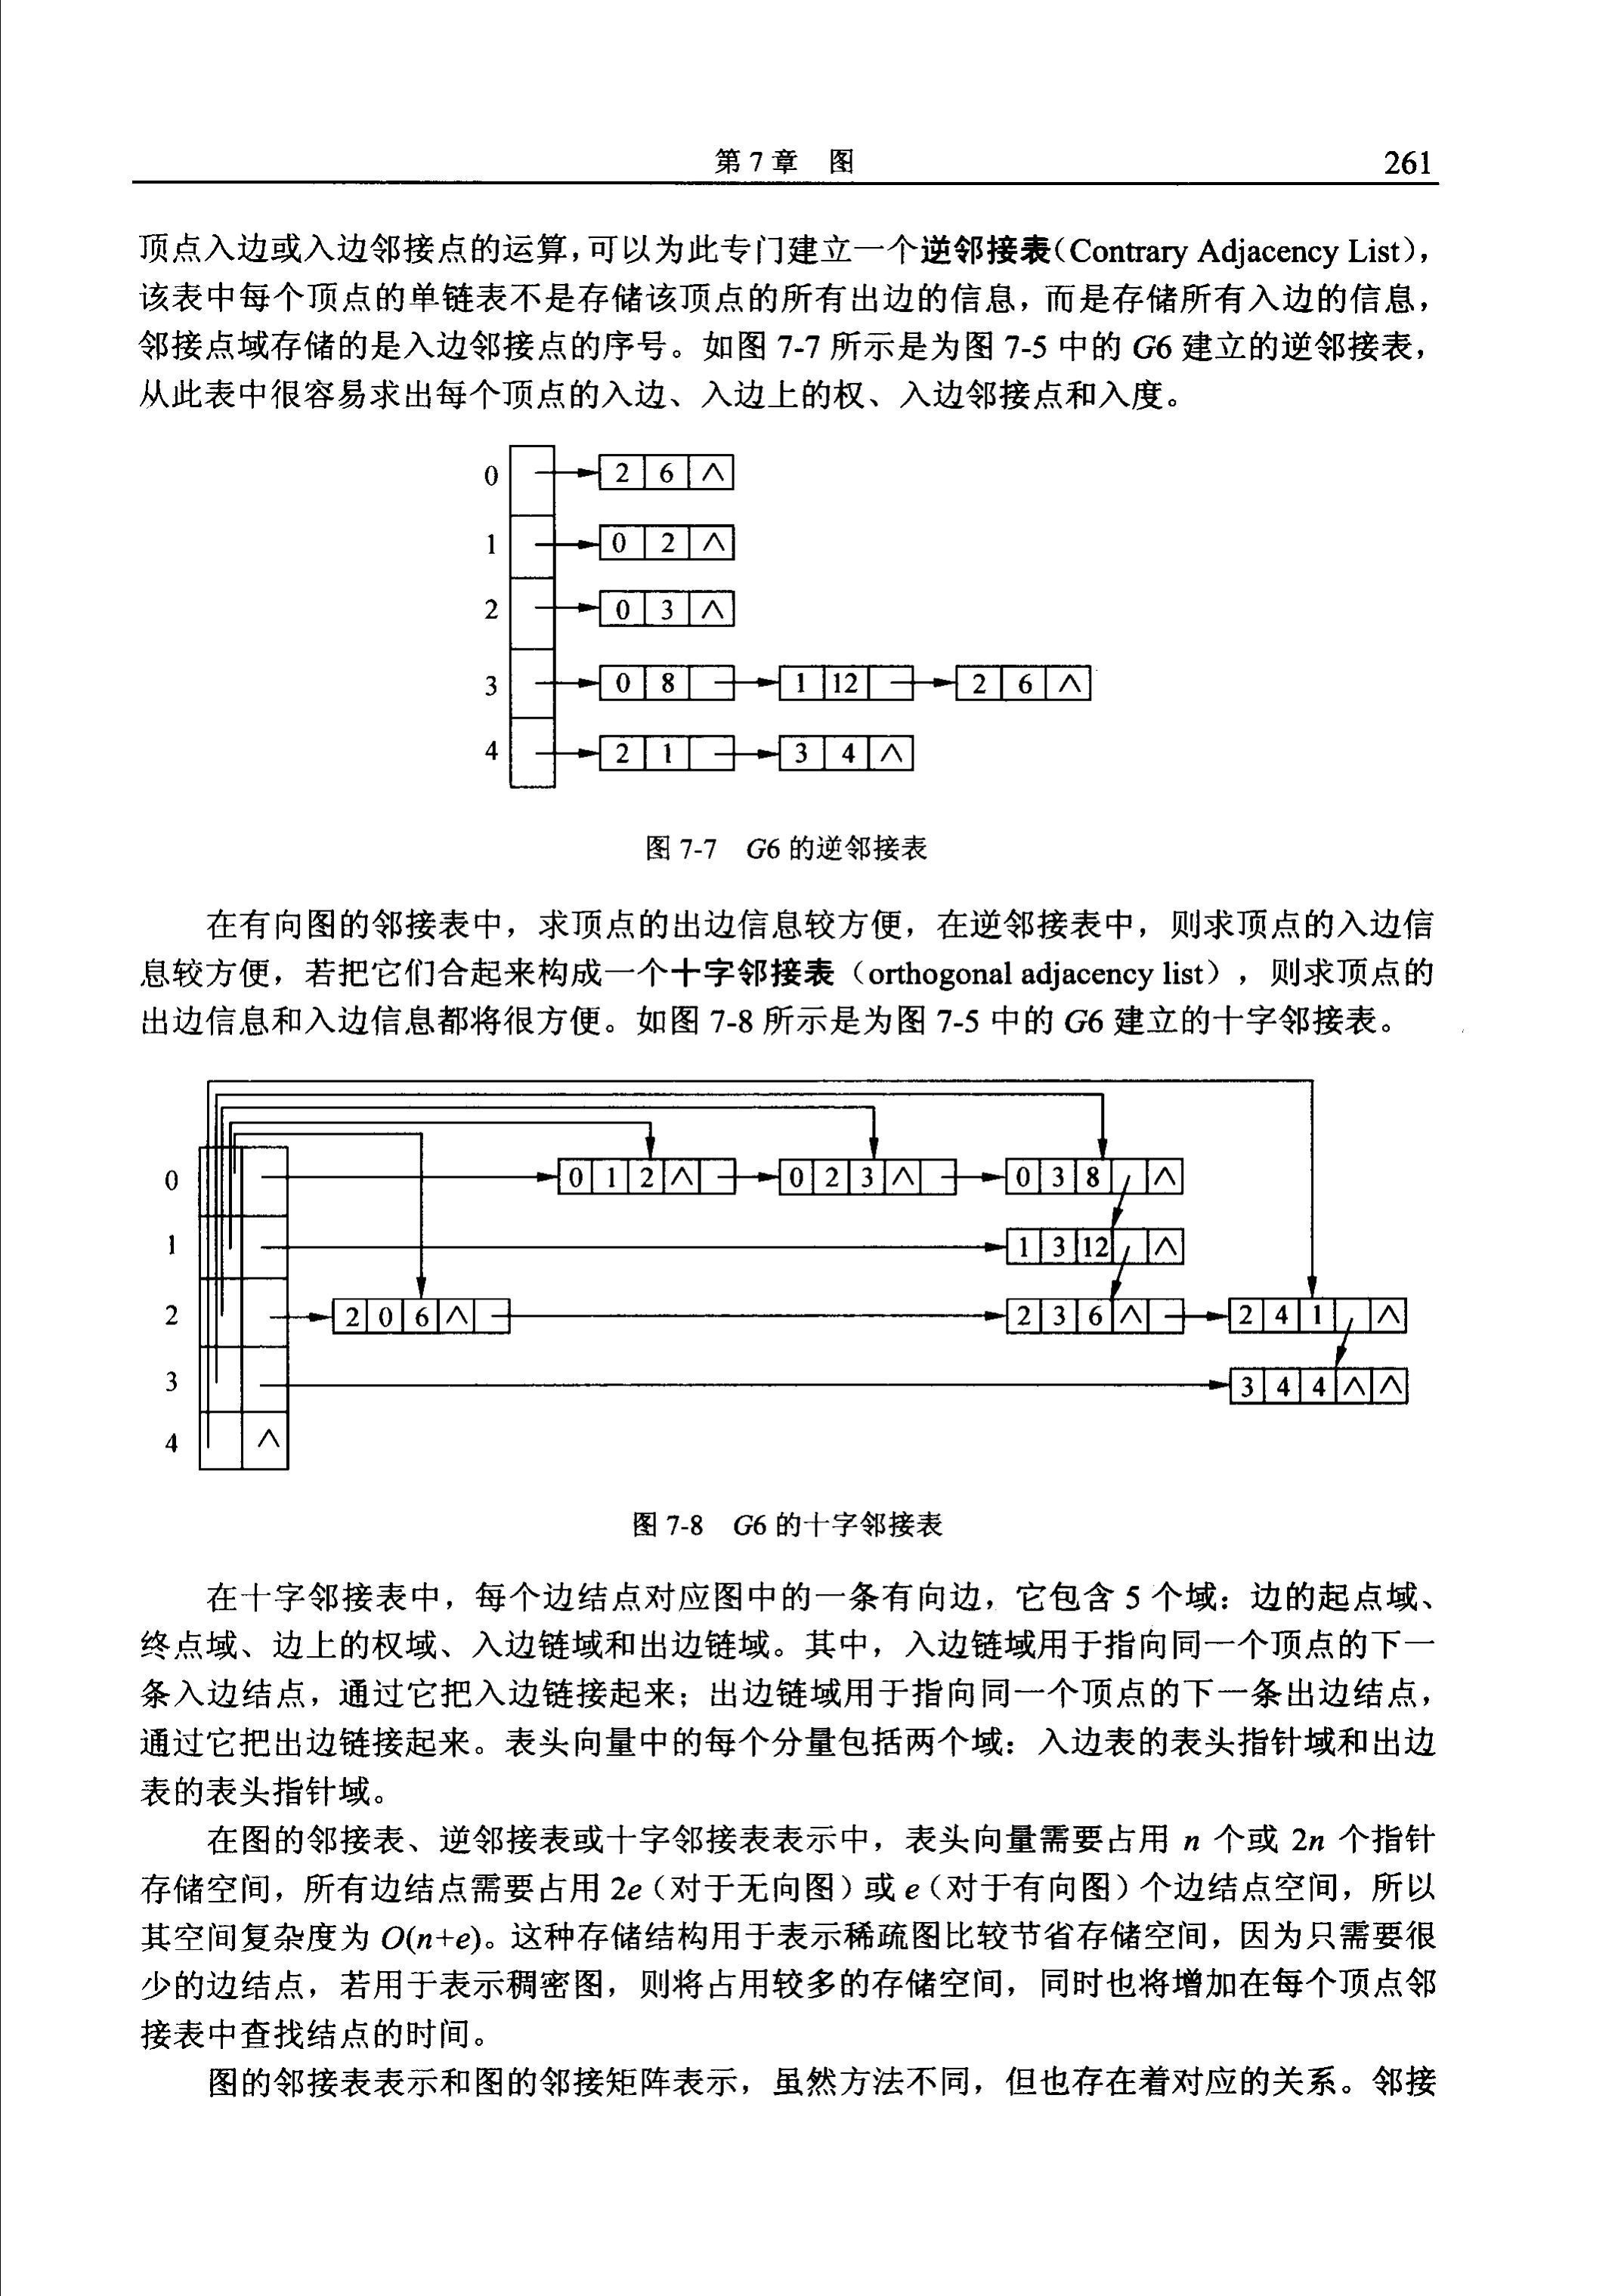 第 7 章 图 261
顶点入边或入边邻接点的运算,可以为此专门建立一个逆邻接表(Contrary Adjacency List),
该表中每个顶点的单链表不是存储该顶点的所有出边的信息，而是存储所有入边的信息，
邻接点域存储的是入边邻接点的序号。如图 7-7 所示是为图 7-5 中的 G6 建立的逆邻接表，
从此表中很容易求出每个顶点的入边、入边上的权、入边邻接点和入度。
0 2 6 ∧
1 0 2 ∧
2 0 3 ∧
3 0 8 1 12 2 6 ∧
4 2 1 3 4 ∧
图 7-7 G6 的逆邻接表
在有向图的邻接表中，求顶点的出边信息较方便，在逆邻接表中，则求顶点的入边信
息较方便，若把它们合起来构成一个十字邻接表（orthogonal adjacency list），则求顶点的
出边信息和入边信息都将很方便。如图 7-8 所示是为图 7-5 中的 G6 建立的十字邻接表。
0 0 1 2 ∧ 0 2 3 ∧ 0 3 8 ∧
1 1 3 12 ∧
2 2 0 6 ∧ 2 3 6 ∧ 2 4 1 ∧
3 3 4 4 ∧ ∧
4 ∧
图 7-8 G6 的十字邻接表
在十字邻接表中，每个边结点对应图中的一条有向边，它包含 5 个域：边的起点域、
终点域、边上的权域、入边链域和出边链域。其中，入边链域用于指向同一个顶点的下一
条入边结点，通过它把入边链接起来；出边链域用于指向同一个顶点的下一条出边结点，
通过它把出边链接起来。表头向量中的每个分量包括两个域：入边表的表头指针域和出边
表的表头指针域。
在图的邻接表、逆邻接表或十字邻接表表示中，表头向量需要占用 n 个或 2n 个指针
存储空间，所有边结点需要占用 2e（对于无向图）或 e（对于有向图）个边结点空间，所以
其空间复杂度为 O(n+e)。这种存储结构用于表示稀疏图比较节省存储空间，因为只需要很
少的边结点，若用于表示稠密图，则将占用较多的存储空间，同时也将增加在每个顶点邻
接表中查找结点的时间。
图的邻接表表示和图的邻接矩阵表示，虽然方法不同，但也存在着对应的关系。邻接